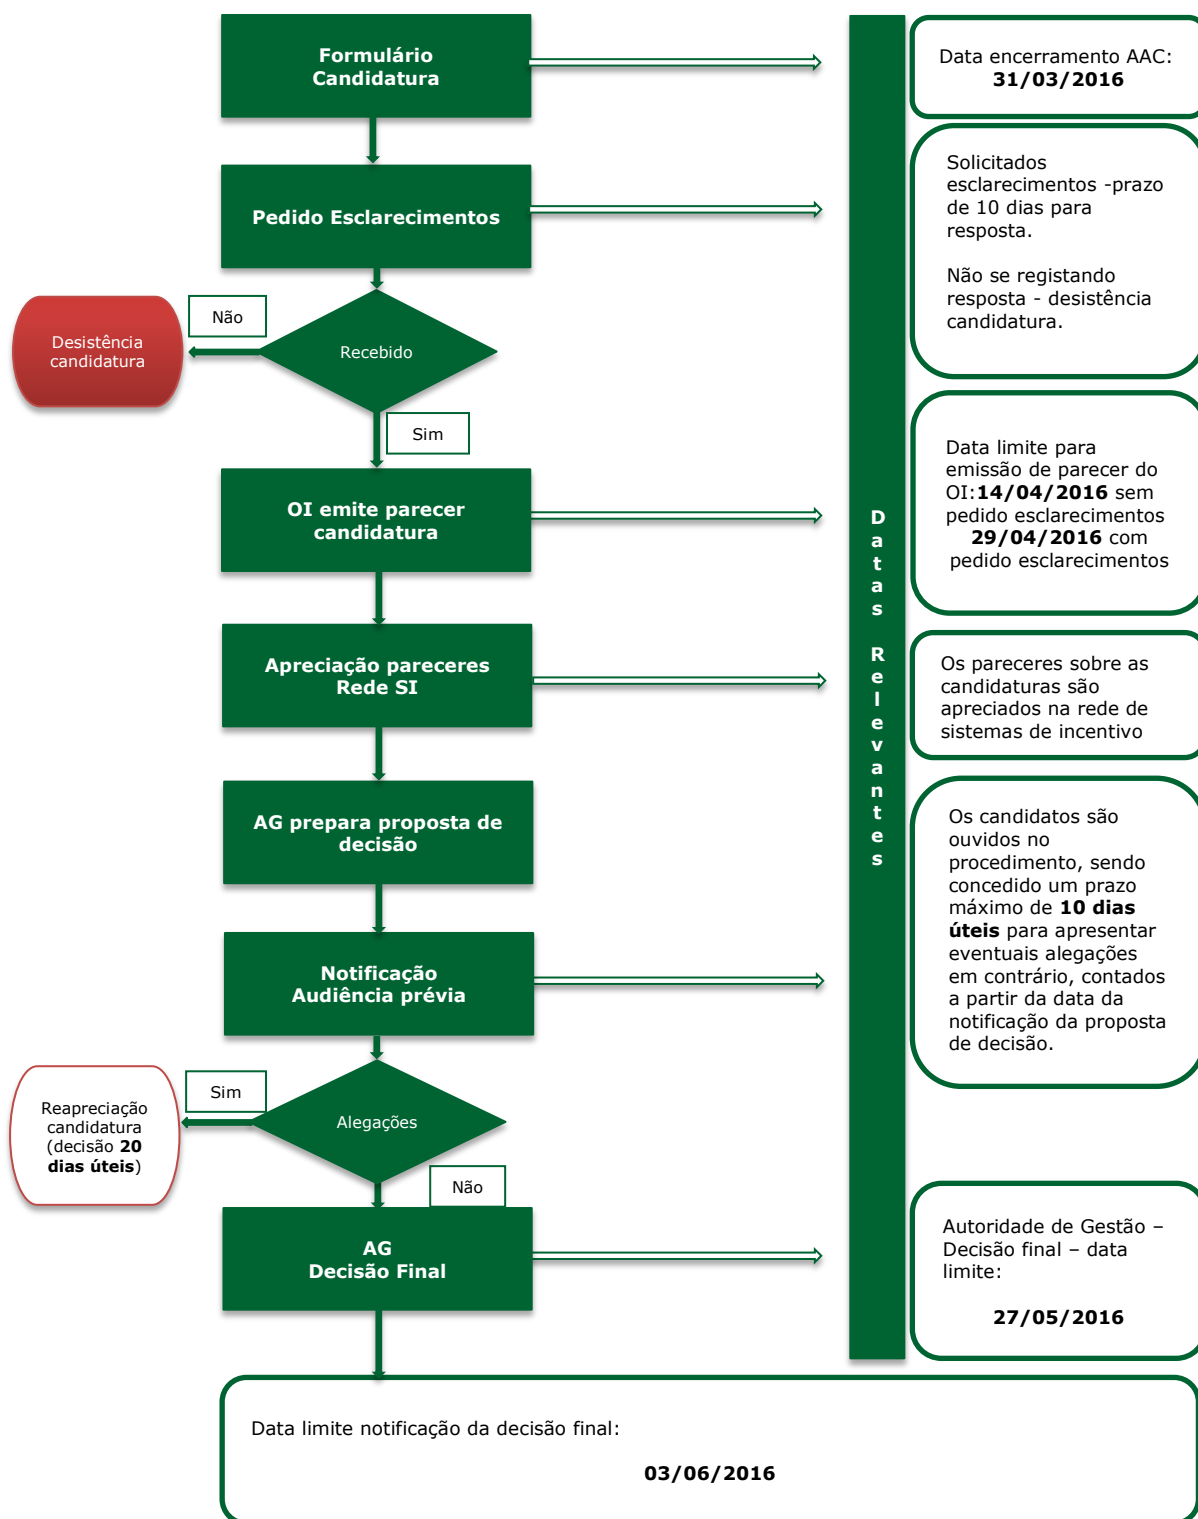 Formulário
Candidatura
Data encerramento AAC:
31/03/2016
Pedido Esclarecimentos
Solicitados
esclarecimentos -prazo
de 10 dias para
resposta.
Não se registando
resposta - desistência
candidatura.
Não
Desistência
candidatura
Recebido
Sim
OI emite parecer
candidatura
Data limite para
emissão de parecer do
OI:14/04/2016 sem
pedido esclarecimentos
29/04/2016 com
pedido esclarecimentos
Datas Relevantes
Apreciação pareceres
Rede SI
Os pareceres sobre as
candidaturas são
apreciados na rede de
sistemas de incentivo
AG prepara proposta de
decisão
Os candidatos são
ouvidos no
procedimento, sendo
concedido um prazo
máximo de 10 dias
úteis para apresentar
eventuais alegações
em contrário, contados
a partir da data da
notificação da proposta
de decisão.
Notificação
Audiência prévia
Sim
Reapreciação
candidatura
(decisão 20
dias úteis)
Alegações
Não
AG
Decisão Final
Autoridade de Gestão –
Decisão final – data
limite:
27/05/2016
Data limite notificação da decisão final:
03/06/2016